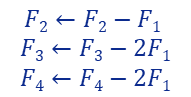 F₂ ← F₂ − F₁
F₃ ← F₃ − 2F₁
F₄ ← F₄ − 2F₁